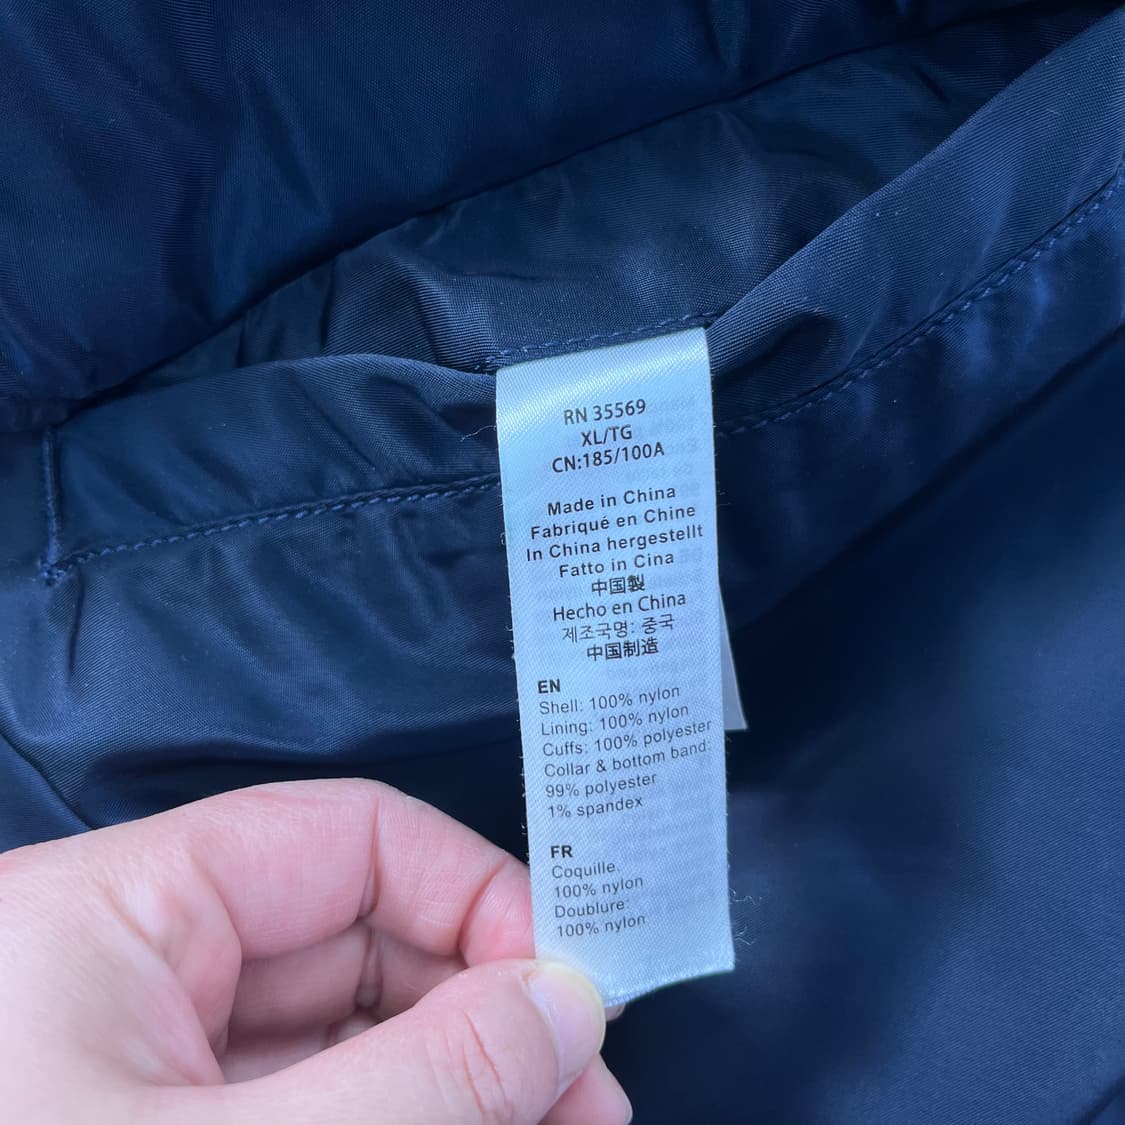 RN 35569
XL/TG
CN:185/100A
Made in China
Fabriqué en Chine
In China hergestellt
Fatto in Cina
中国製
Hecho en China
제조국명: 중국
中国制造
EN
Shell: 100% nylon
Lining: 100% nylon
Cuffs: 100% polyester
Collar & bottom band:
99% polyester
1% spandex
FR
Coquille:
100% nylon
Doublure:
100% nylon